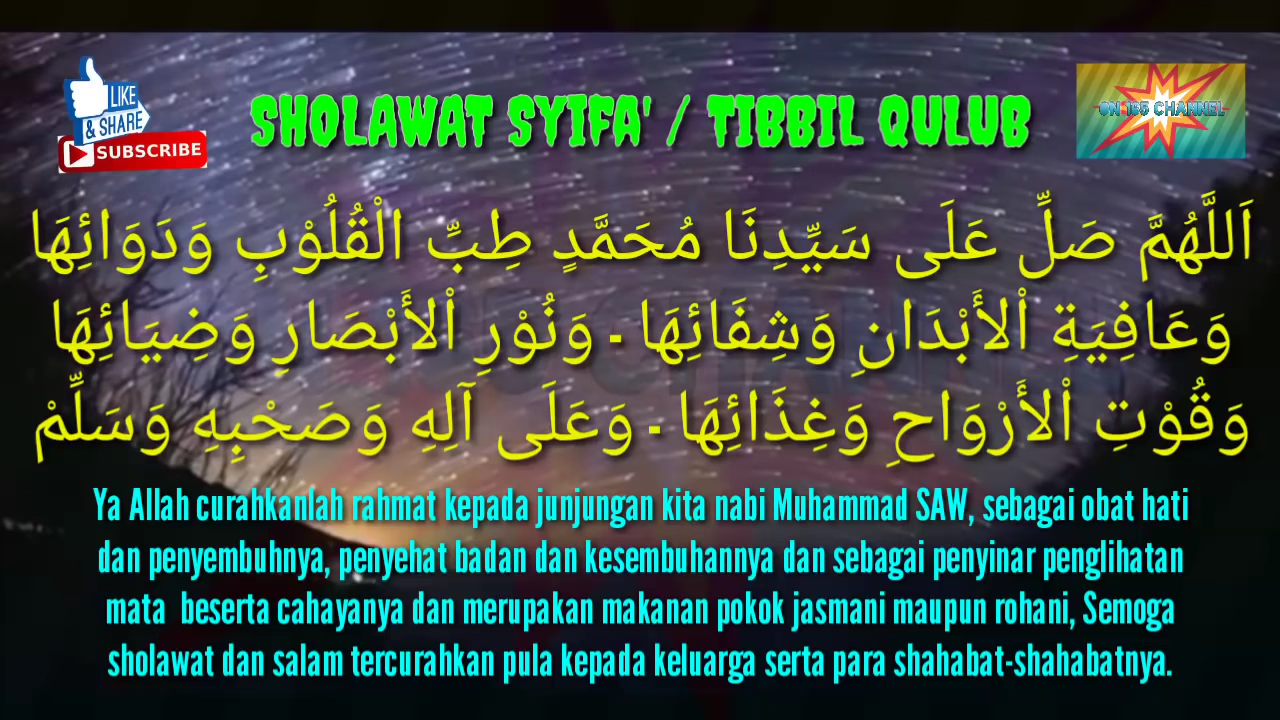 LIKE
& SHARE
SUBSCRIBE
SHOLAWAT SYIFA' / TIBBIL QULUB
ON 165 CHANNEL
اَللَّهُمَّ صَلِّ عَلَى سَيِّدِنَا مُحَمَّدٍ طِبِّ الْقُلُوْبِ وَدَوَائِهَا
وَعَافِيَةِ اْلأَبْدَانِ وَشِفَائِهَا - وَنُوْرِ اْلأَبْصَارِ وَضِيَائِهَا
وَقُوْتِ اْلأَرْوَاحِ وَغِذَائِهَا - وَعَلَى آلِهِ وَصَحْبِهِ وَسَلِّمْ
Ya Allah curahkanlah rahmat kepada junjungan kita nabi Muhammad SAW, sebagai obat hati
dan penyembuhnya, penyehat badan dan kesembuhannya dan sebagai penyinar penglihatan
mata beserta cahayanya dan merupakan makanan pokok jasmani maupun rohani, Semoga
sholawat dan salam tercurahkan pula kepada keluarga serta para shahabat-shahabatnya.